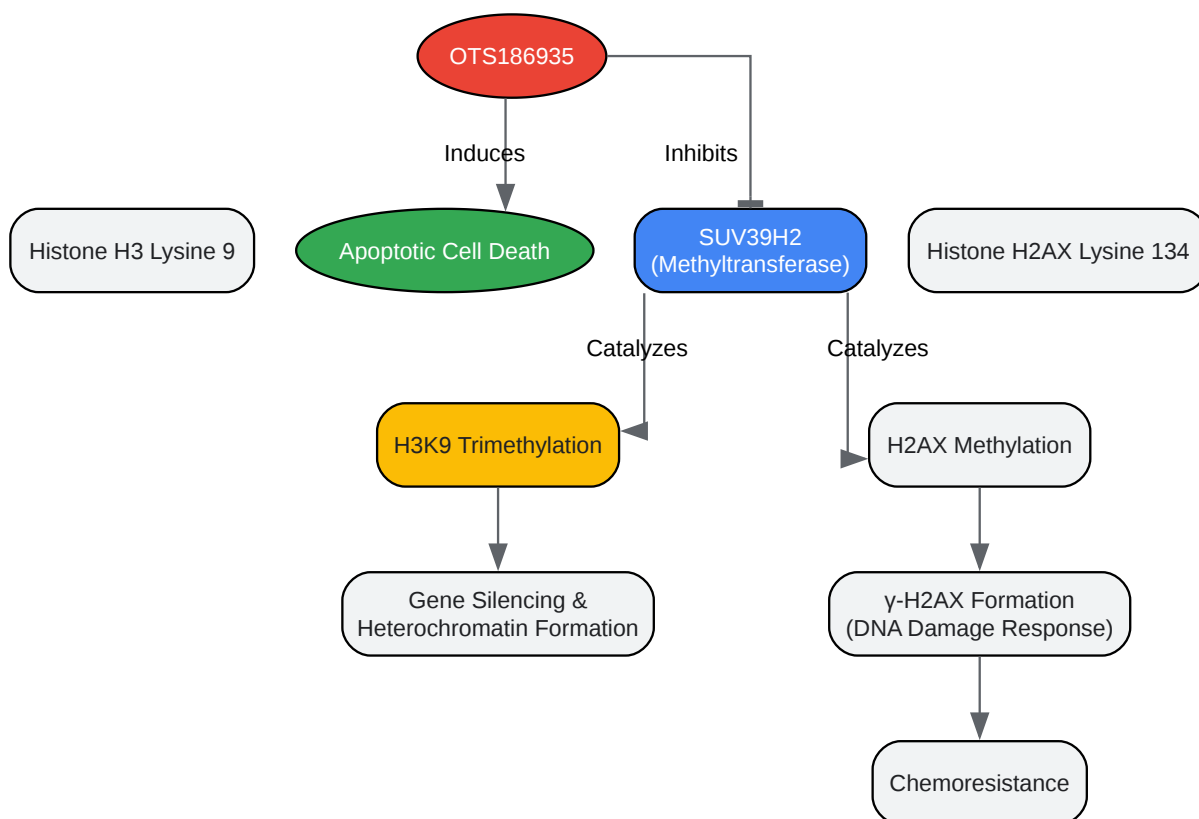 OTS186935
Induces
Inhibits
Histone H3 Lysine 9
Apoptotic Cell Death
SUV39H2
(Methyltransferase)
Histone H2AX Lysine 134
Catalyzes
Catalyzes
H3K9 Trimethylation
H2AX Methylation
Gene Silencing &
Heterochromatin Formation
γ-H2AX Formation
(DNA Damage Response)
Chemoresistance